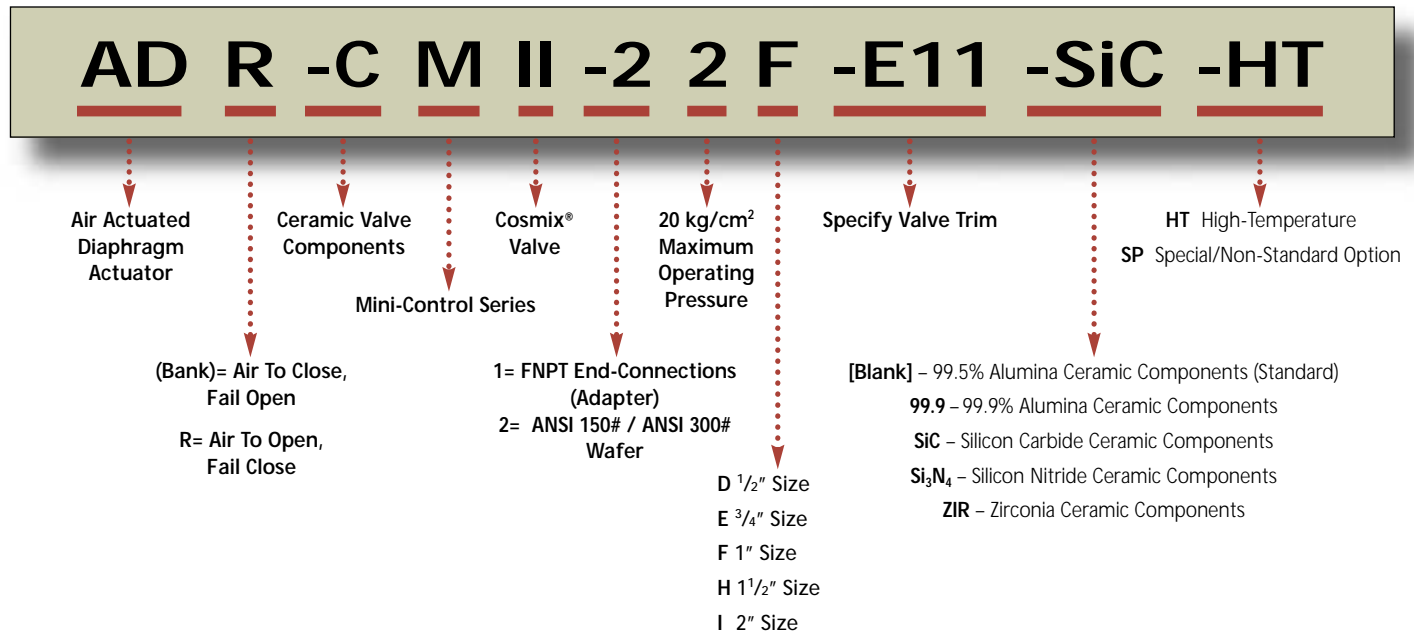 AD R -C M II -2 2 F -E11 -SiC -HT
Air Actuated
Diaphragm
Actuator
Ceramic Valve
Components
Cosmix®
Valve
20 kg/cm²
Maximum
Operating
Pressure
Specify Valve Trim
HT High-Temperature
SP Special/Non-Standard Option
Mini-Control Series
(Bank)= Air To Close,
Fail Open
R= Air To Open,
Fail Close
1= FNPT End-Connections
(Adapter)
2= ANSI 150# / ANSI 300#
Wafer
D 1/2" Size
E 3/4" Size
F 1" Size
H 1 1/2" Size
I 2" Size
[Blank] – 99.5% Alumina Ceramic Components (Standard)
99.9 – 99.9% Alumina Ceramic Components
SiC – Silicon Carbide Ceramic Components
Si₃N₄ – Silicon Nitride Ceramic Components
ZIR – Zirconia Ceramic Components